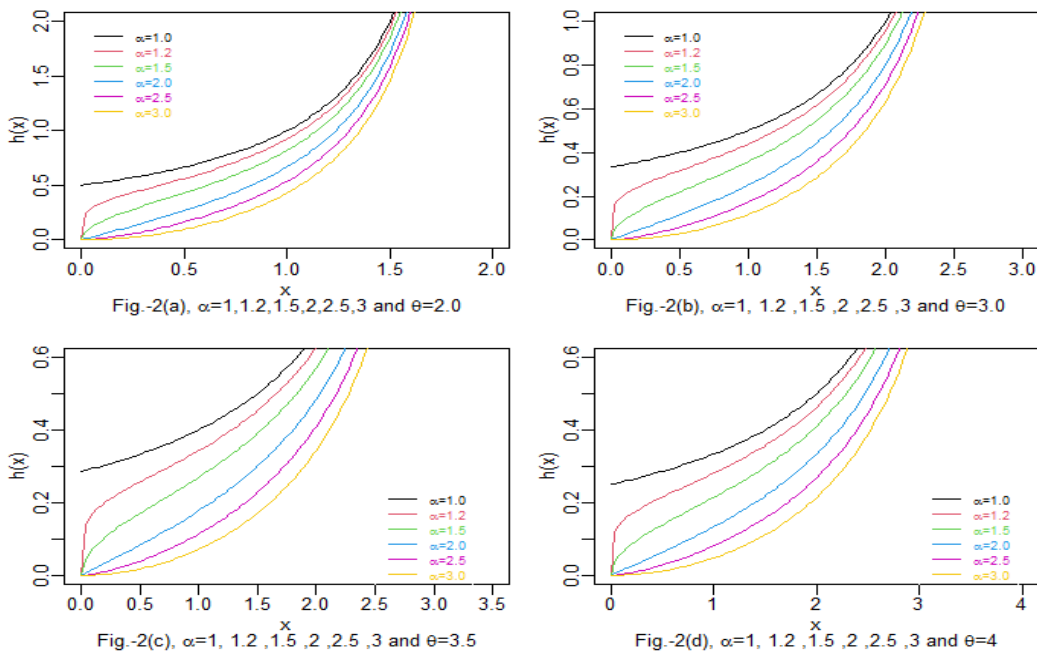 h(x)
2.0
1.5
1.0
0.5
0.0
α=1.0
α=1.2
α=1.5
α=2.0
α=2.5
α=3.0
0.0 0.5 1.0 1.5 2.0
x
Fig.-2(a), α=1,1.2,1.5,2,2.5,3 and θ=2.0
h(x)
1.0
0.8
0.6
0.4
0.2
0.0
α=1.0
α=1.2
α=1.5
α=2.0
α=2.5
α=3.0
0.0 0.5 1.0 1.5 2.0 2.5 3.0
x
Fig.-2(b), α=1, 1.2 ,1.5 ,2 ,2.5 ,3 and θ=3.0
h(x)
0.6
0.4
0.2
0.0
α=1.0
α=1.2
α=1.5
α=2.0
α=2.5
α=3.0
0.0 0.5 1.0 1.5 2.0 2.5 3.0 3.5
x
Fig.-2(c), α=1, 1.2 ,1.5 ,2 ,2.5 ,3 and θ=3.5
h(x)
0.6
0.4
0.2
0.0
α=1.0
α=1.2
α=1.5
α=2.0
α=2.5
α=3.0
0 1 2 3 4
x
Fig.-2(d), α=1, 1.2 ,1.5 ,2 ,2.5 ,3 and θ=4